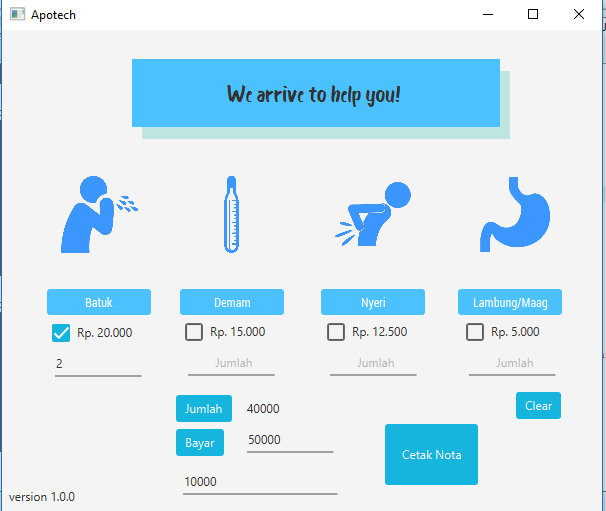 Apotech
We arrive to help you!
Batuk
Demam
Nyeri
Lambung/Maag
Rp. 20.000
Rp. 15.000
Rp. 12.500
Rp. 5.000
2
Jumlah
Jumlah
Jumlah
Jumlah
40000
Clear
Bayar
50000
Cetak Nota
10000
version 1.0.0